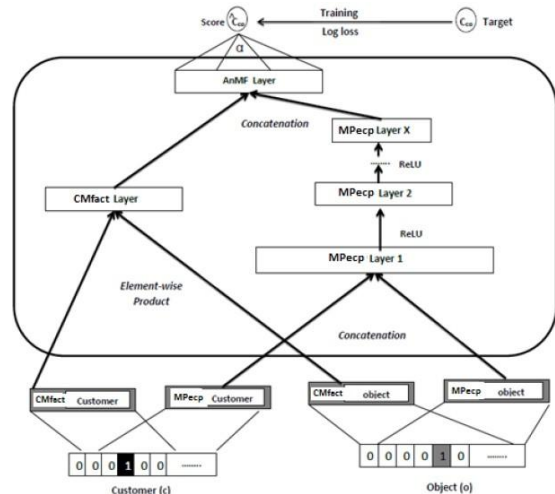 Training
Score Ĉco Cco Target
Log loss
α
AnMF Layer
Concatenation
MPecp Layer X
........ ReLU
CMfact Layer
MPecp Layer 2
ReLU
MPecp Layer 1
Element-wise
Product
Concatenation
CMfact Customer
MPecp Customer
CMfact object
MPecp object
0 0 0 1 0 0 ........
0 0 0 0 1 0 ........
Customer (c)
Object (o)